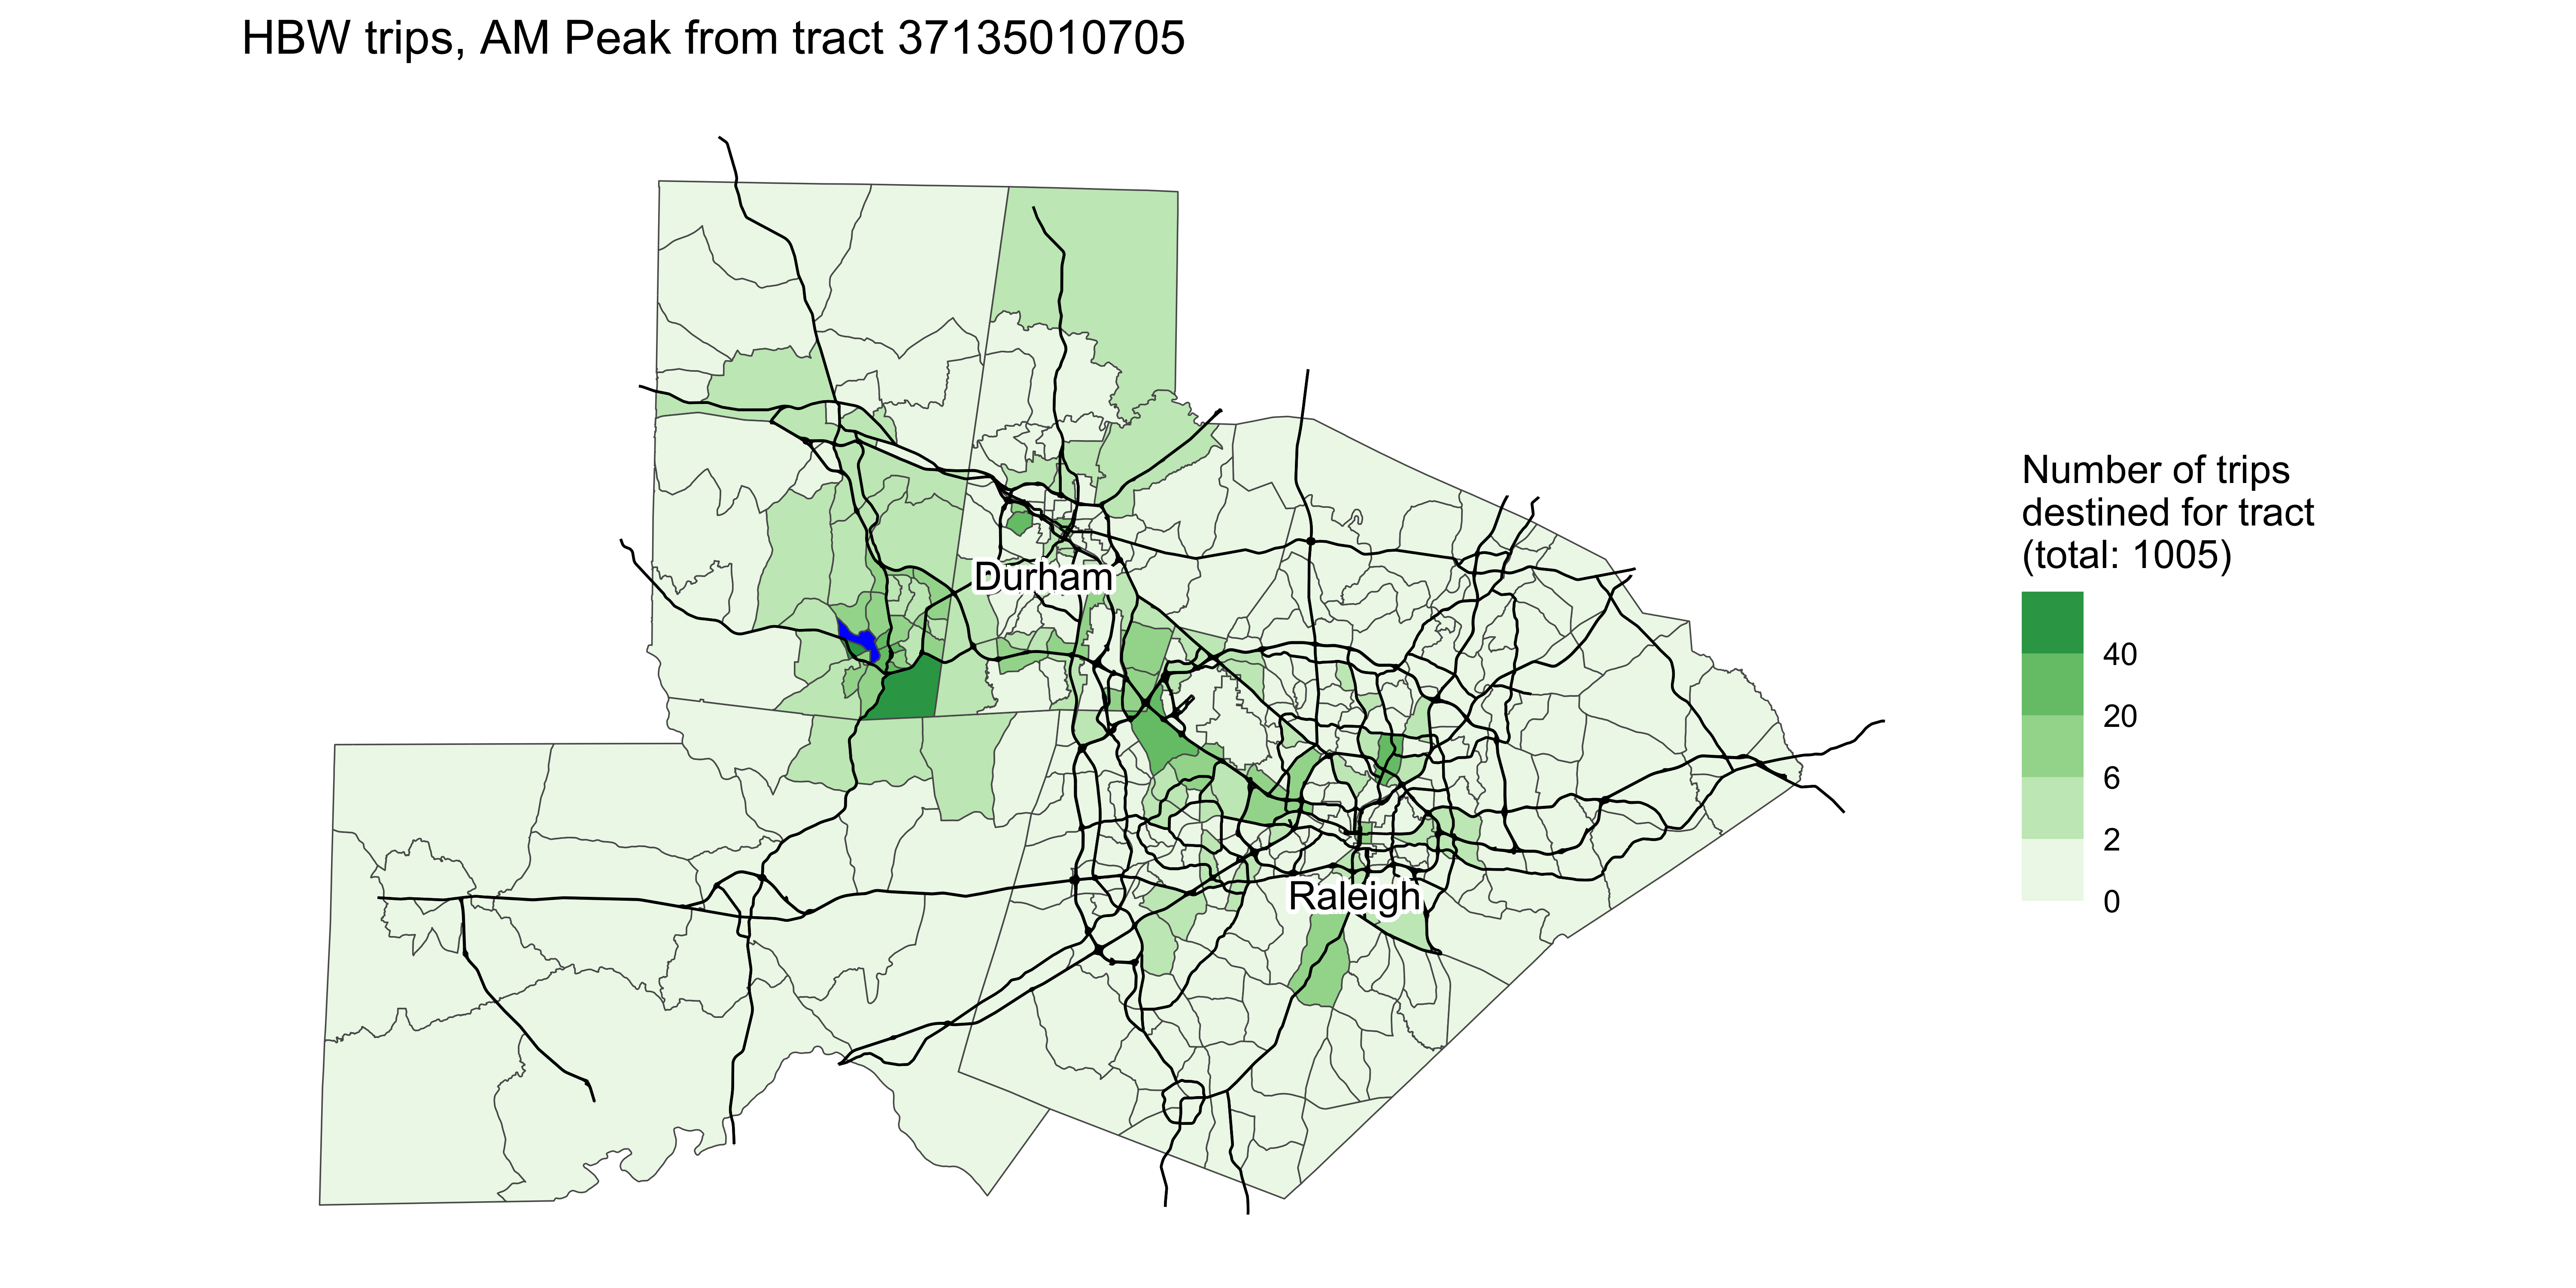 HBW trips, AM Peak from tract 37135010705
Durham
Raleigh
Number of trips
destined for tract
(total: 1005)
40
20
6
2
0